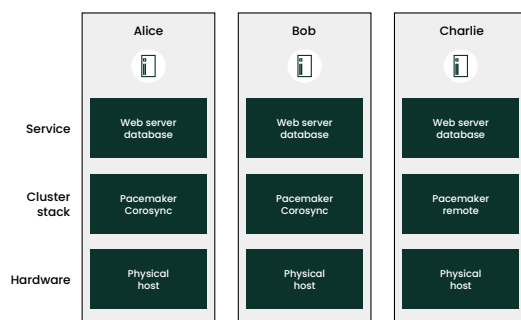 Alice
Bob
Charlie
Service
Web server
database
Web server
database
Web server
database
Cluster
stack
Pacemaker
Corosync
Pacemaker
Corosync
Pacemaker
remote
Hardware
Physical
host
Physical
host
Physical
host